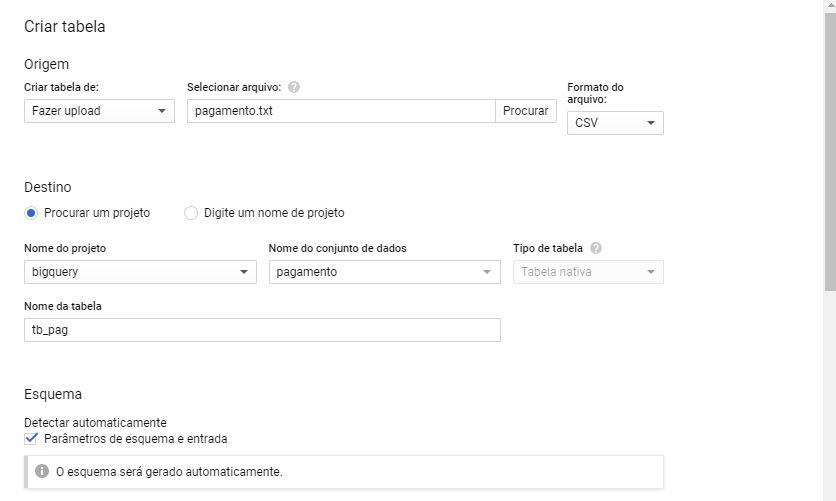 Criar tabela
Origem
Criar tabela de:
Selecionar arquivo: ?
Formato do
arquivo:
Fazer upload
pagamento.txt
Procurar
CSV
Destino
Procurar um projeto
Digite um nome de projeto
Nome do projeto
Nome do conjunto de dados
Tipo de tabela ?
bigquery
pagamento
Tabela nativa
Nome da tabela
tb_pag
Esquema
Detectar automaticamente
Parâmetros de esquema e entrada
i O esquema será gerado automaticamente.